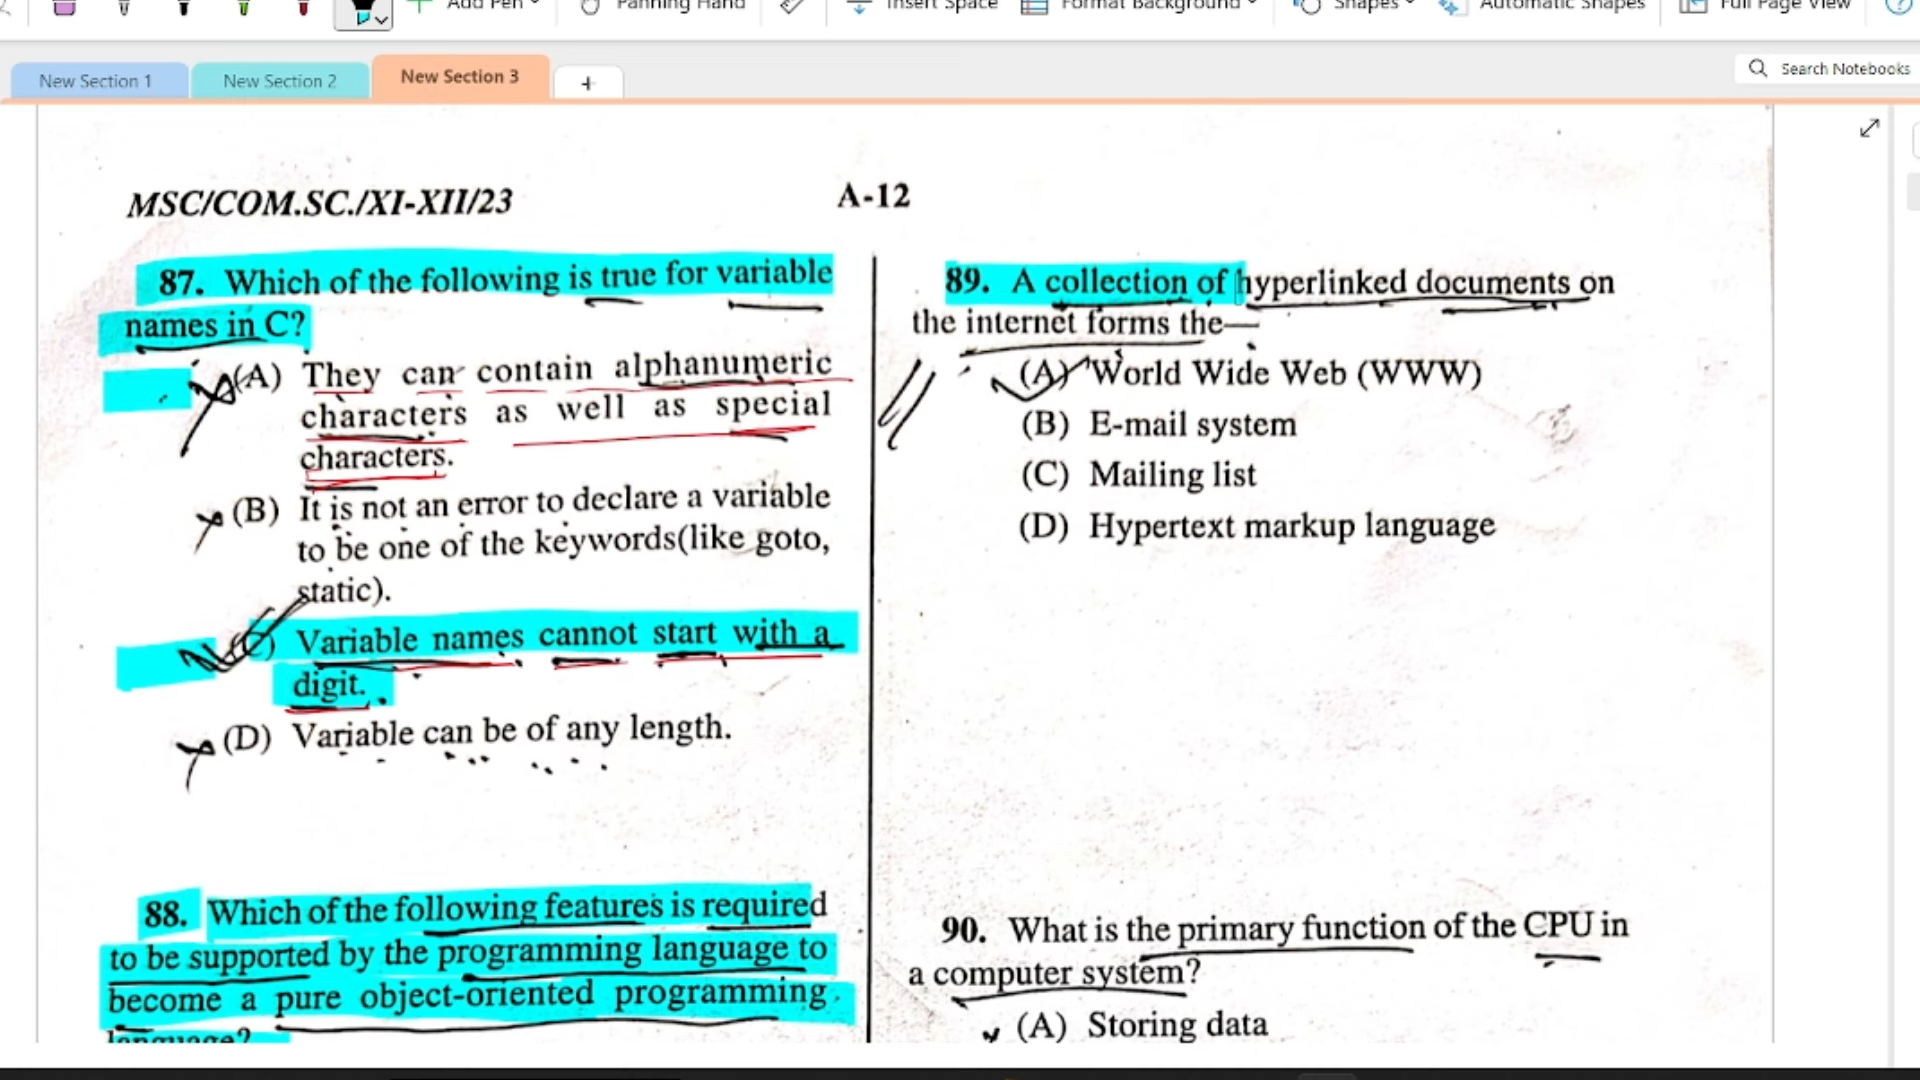 Add Pen
Panning Hand
Insert Space
Format Background
Shapes
Automatic Shapes
Full Page View
New Section 1
New Section 2
New Section 3
+
Search Notebooks
MSC/COM.SC./XI-XII/23
A-12
87. Which of the following is true for variable
names in C?
(A) They can contain alphanumeric
characters as well as special
characters.
(B) It is not an error to declare a variable
to be one of the keywords(like goto,
static).
(C) Variable names cannot start with a
digit.
(D) Variable can be of any length.
88. Which of the following features is required
to be supported by the programming language to
become a pure object-oriented programming
language?
89. A collection of hyperlinked documents on
the internet forms the—
(A) World Wide Web (WWW)
(B) E-mail system
(C) Mailing list
(D) Hypertext markup language
90. What is the primary function of the CPU in
a computer system?
(A) Storing data